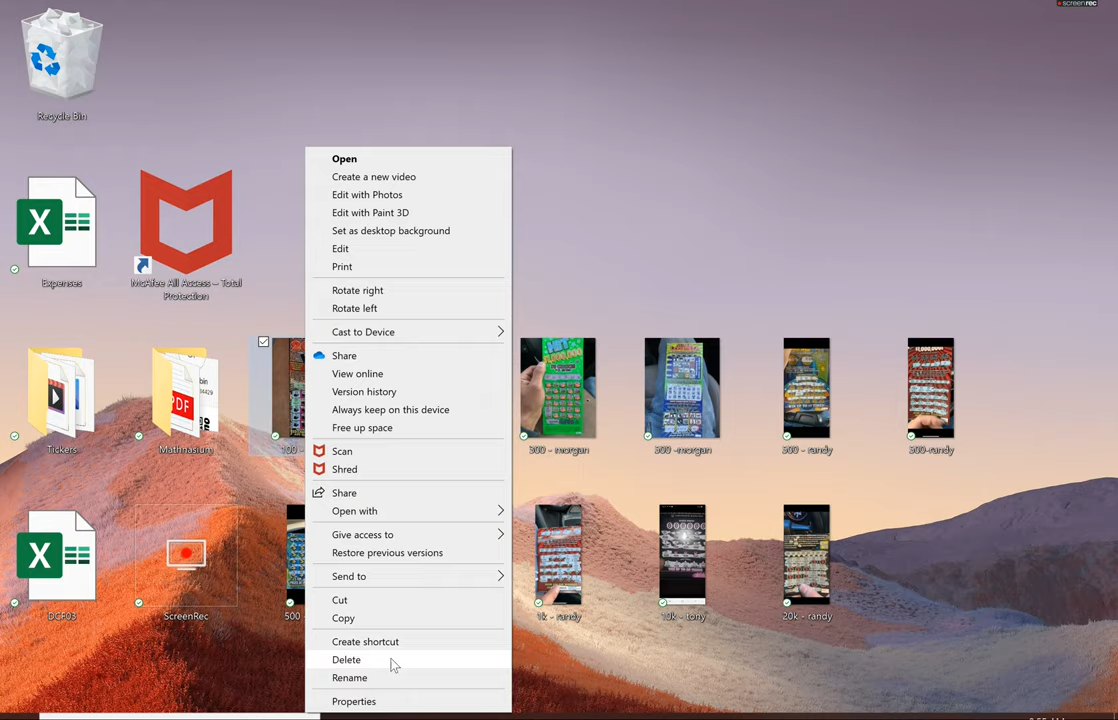 screenrec
Recycle Bin
Expenses
McAfee All Access – Total
Protection
Open
Create a new video
Edit with Photos
Edit with Paint 3D
Set as desktop background
Edit
Print
Rotate right
Rotate left
Cast to Device
Share
View online
Version history
Always keep on this device
Free up space
Scan
Shred
Share
Open with
Give access to
Restore previous versions
Send to
Cut
Copy
Create shortcut
Delete
Rename
Properties
Tickers
Mathnasium
PDF
100 -
300 - morgan
300 -morgan
500 - randy
500-randy
DCF03
ScreenRec
500
1k - randy
10k - tony
20k - randy